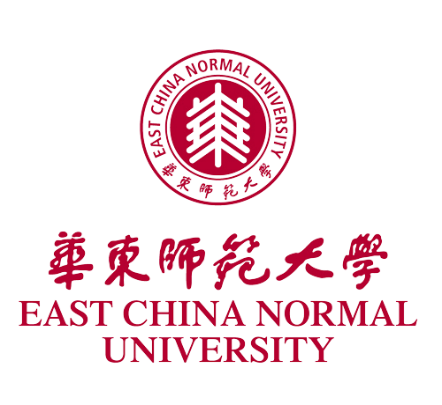 EAST CHINA NORMAL UNIVERSITY
華東師範大學
華東師範大學
EAST CHINA NORMAL
UNIVERSITY